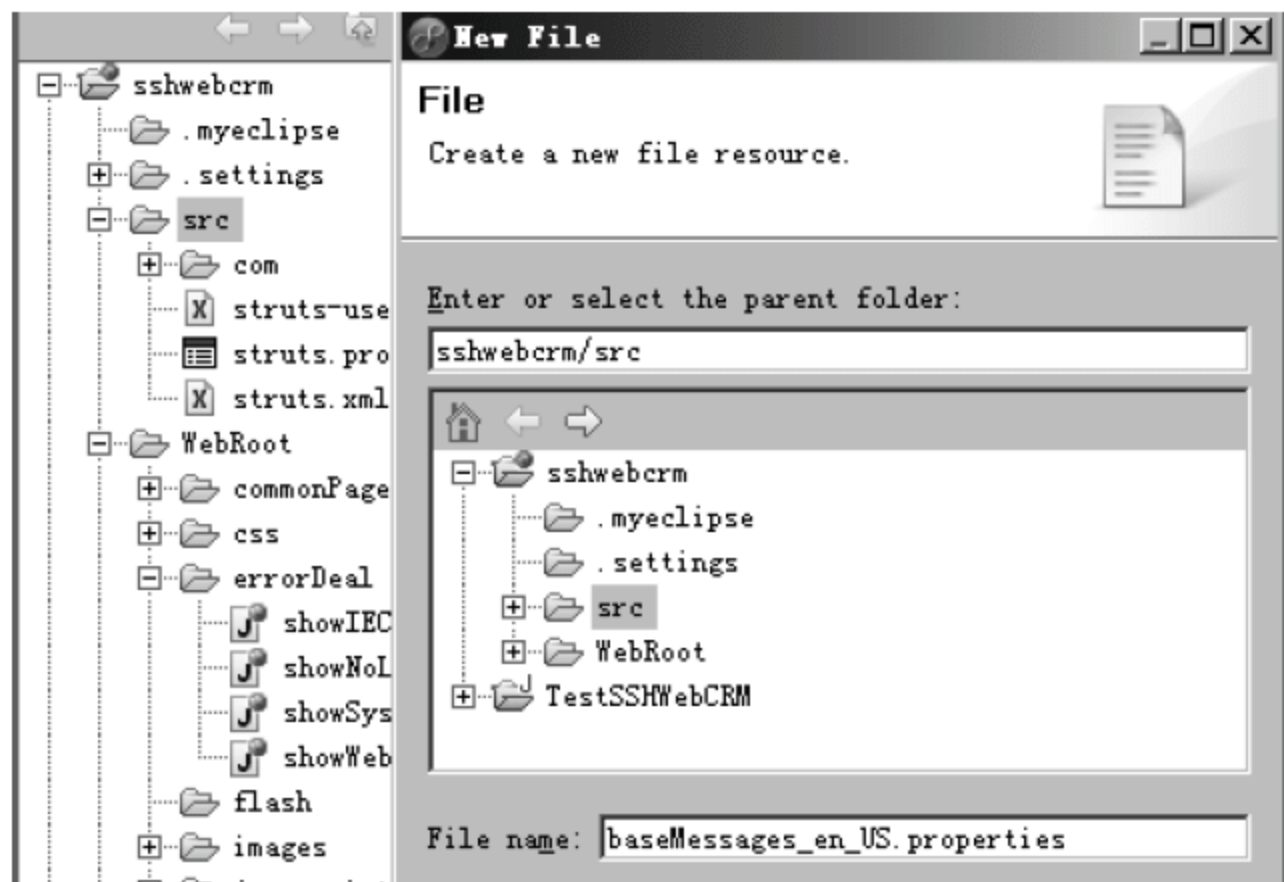 sshwebcrm
.myeclipse
.settings
src
com
struts-use
struts.pro
struts.xml
WebRoot
commonPage
css
errorDeal
showIEC
showNoL
showSys
showWeb
flash
images
New File
File
Create a new file resource.
Enter or select the parent folder:
sshwebcrm/src
sshwebcrm
.myeclipse
.settings
src
WebRoot
TestSSHWebCRM
File name: baseMessages_en_US.properties